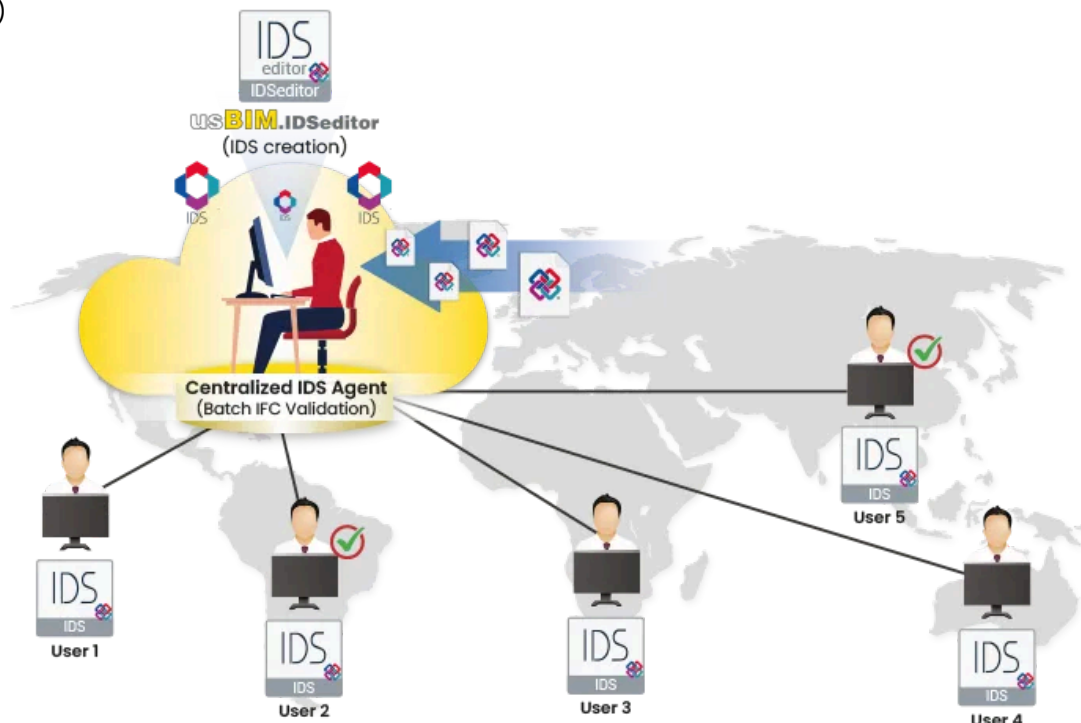 )
IDS
editor
IDSeditor
usBIM.IDSeditor
(IDS creation)
IDS
IDS
IDS
Centralized IDS Agent
(Batch IFC Validation)
IDS
IDS
User 5
IDS
IDS
User 1
IDS
IDS
User 2
IDS
IDS
User 3
IDS
IDS
User 4